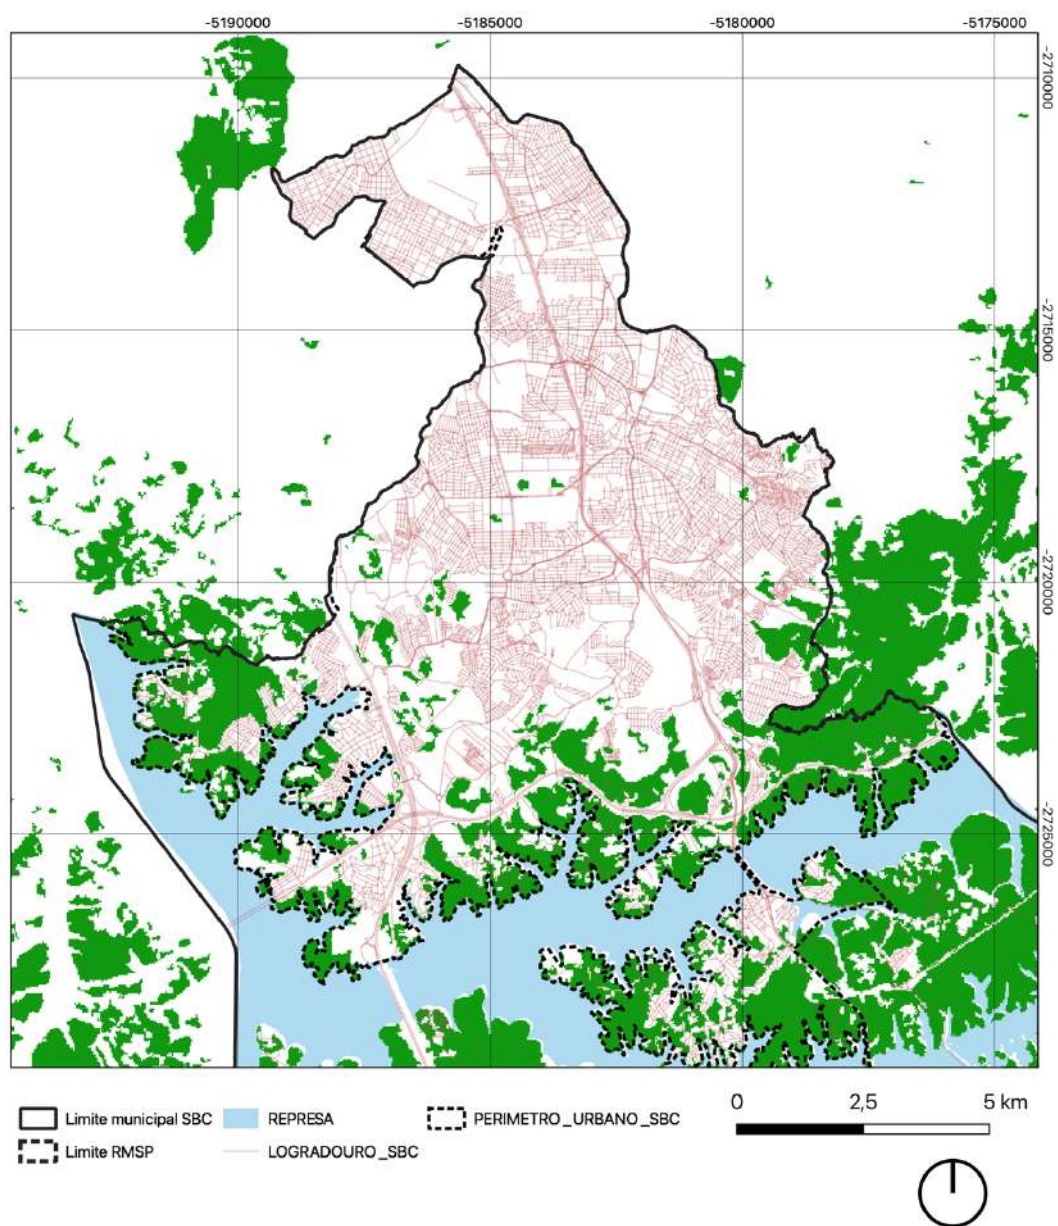 -5190000 -5185000 -5180000 -5175000
-2710000
-2715000
-2720000
-2725000
Limite municipal SBC REPRESA PERIMETRO_URBANO_SBC
Limite RMSP LOGRADOURO_SBC
0 2,5 5 km